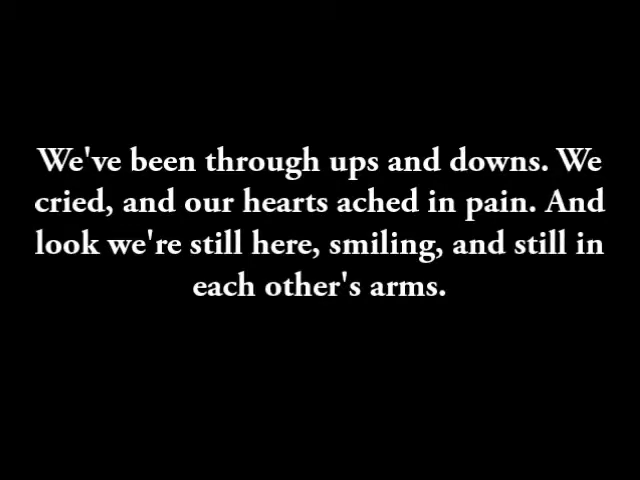 We've been through ups and downs. We
cried, and our hearts ached in pain. And
look we're still here, smiling, and still in
each other's arms.